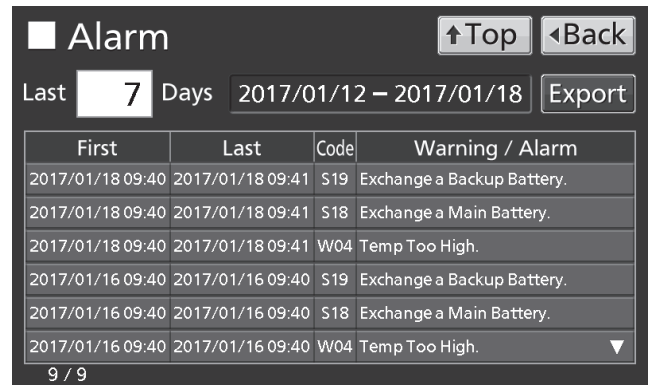 Alarm
↑Top
◂Back
Last 7 Days 2017/01/12 – 2017/01/18 Export
First Last Code Warning / Alarm
2017/01/18 09:40 2017/01/18 09:41 S19 Exchange a Backup Battery.
2017/01/18 09:40 2017/01/18 09:41 S18 Exchange a Main Battery.
2017/01/18 09:40 2017/01/18 09:41 W04 Temp Too High.
2017/01/16 09:40 2017/01/16 09:40 S19 Exchange a Backup Battery.
2017/01/16 09:40 2017/01/16 09:40 S18 Exchange a Main Battery.
2017/01/16 09:40 2017/01/16 09:40 W04 Temp Too High. ▼
9 / 9